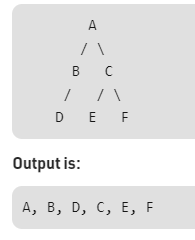 A
/ \
B C
/ / \
D E F
Output is:
A, B, D, C, E, F